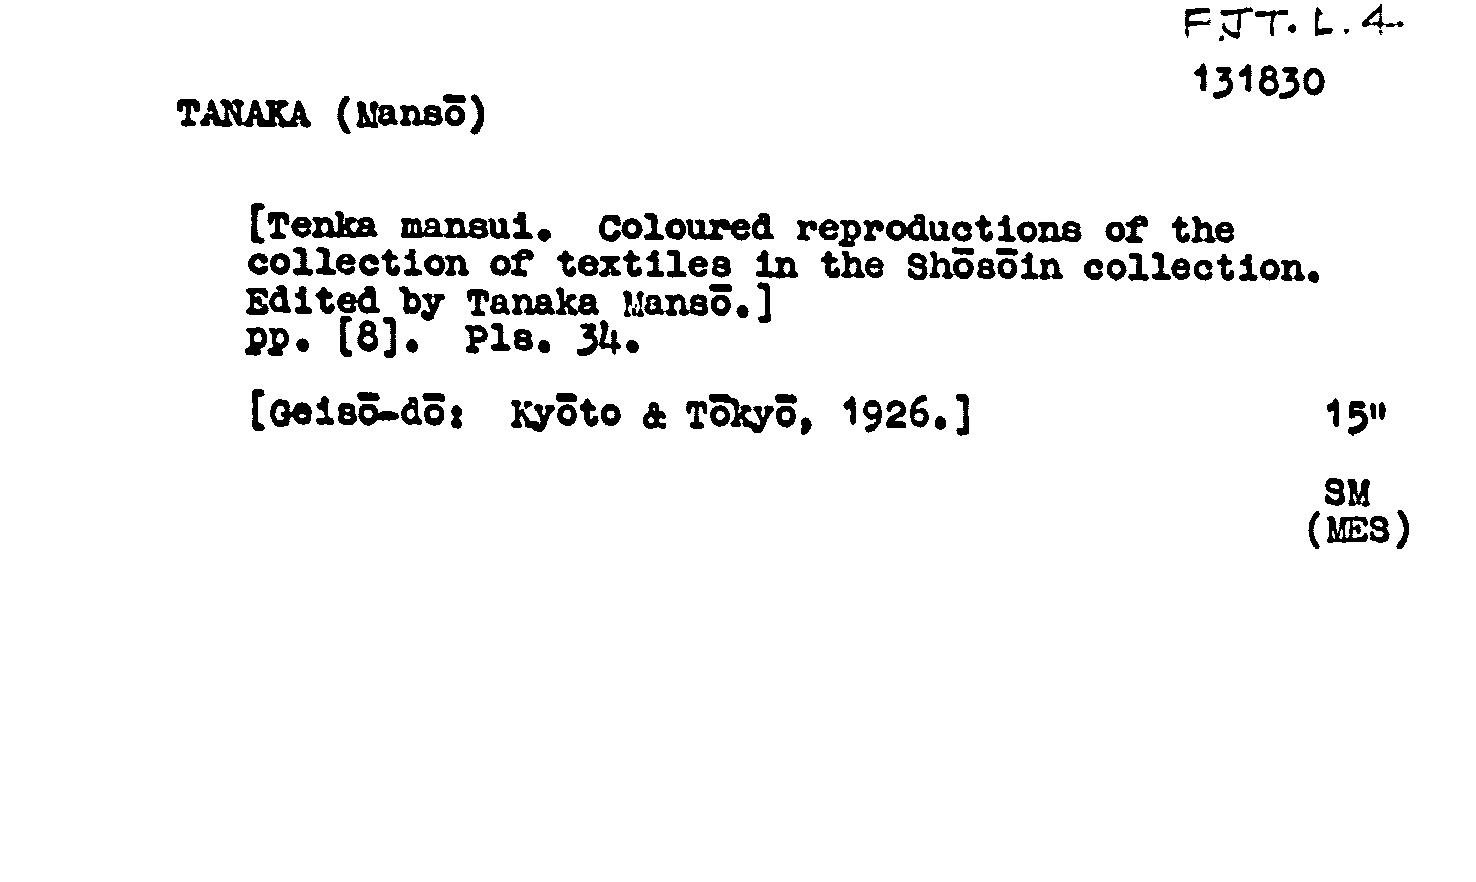 F.J.T. L. 4.
131830
TANAKA (Mansō)
[Tenka mansui. Coloured reproductions of the
collection of textiles in the Shōsōin collection.
Edited by Tanaka Mansō.]
pp. [8]. Pls. 34.
[Geisō-dō: Kyōto & Tōkyō, 1926.] 15"
SM
(MES)